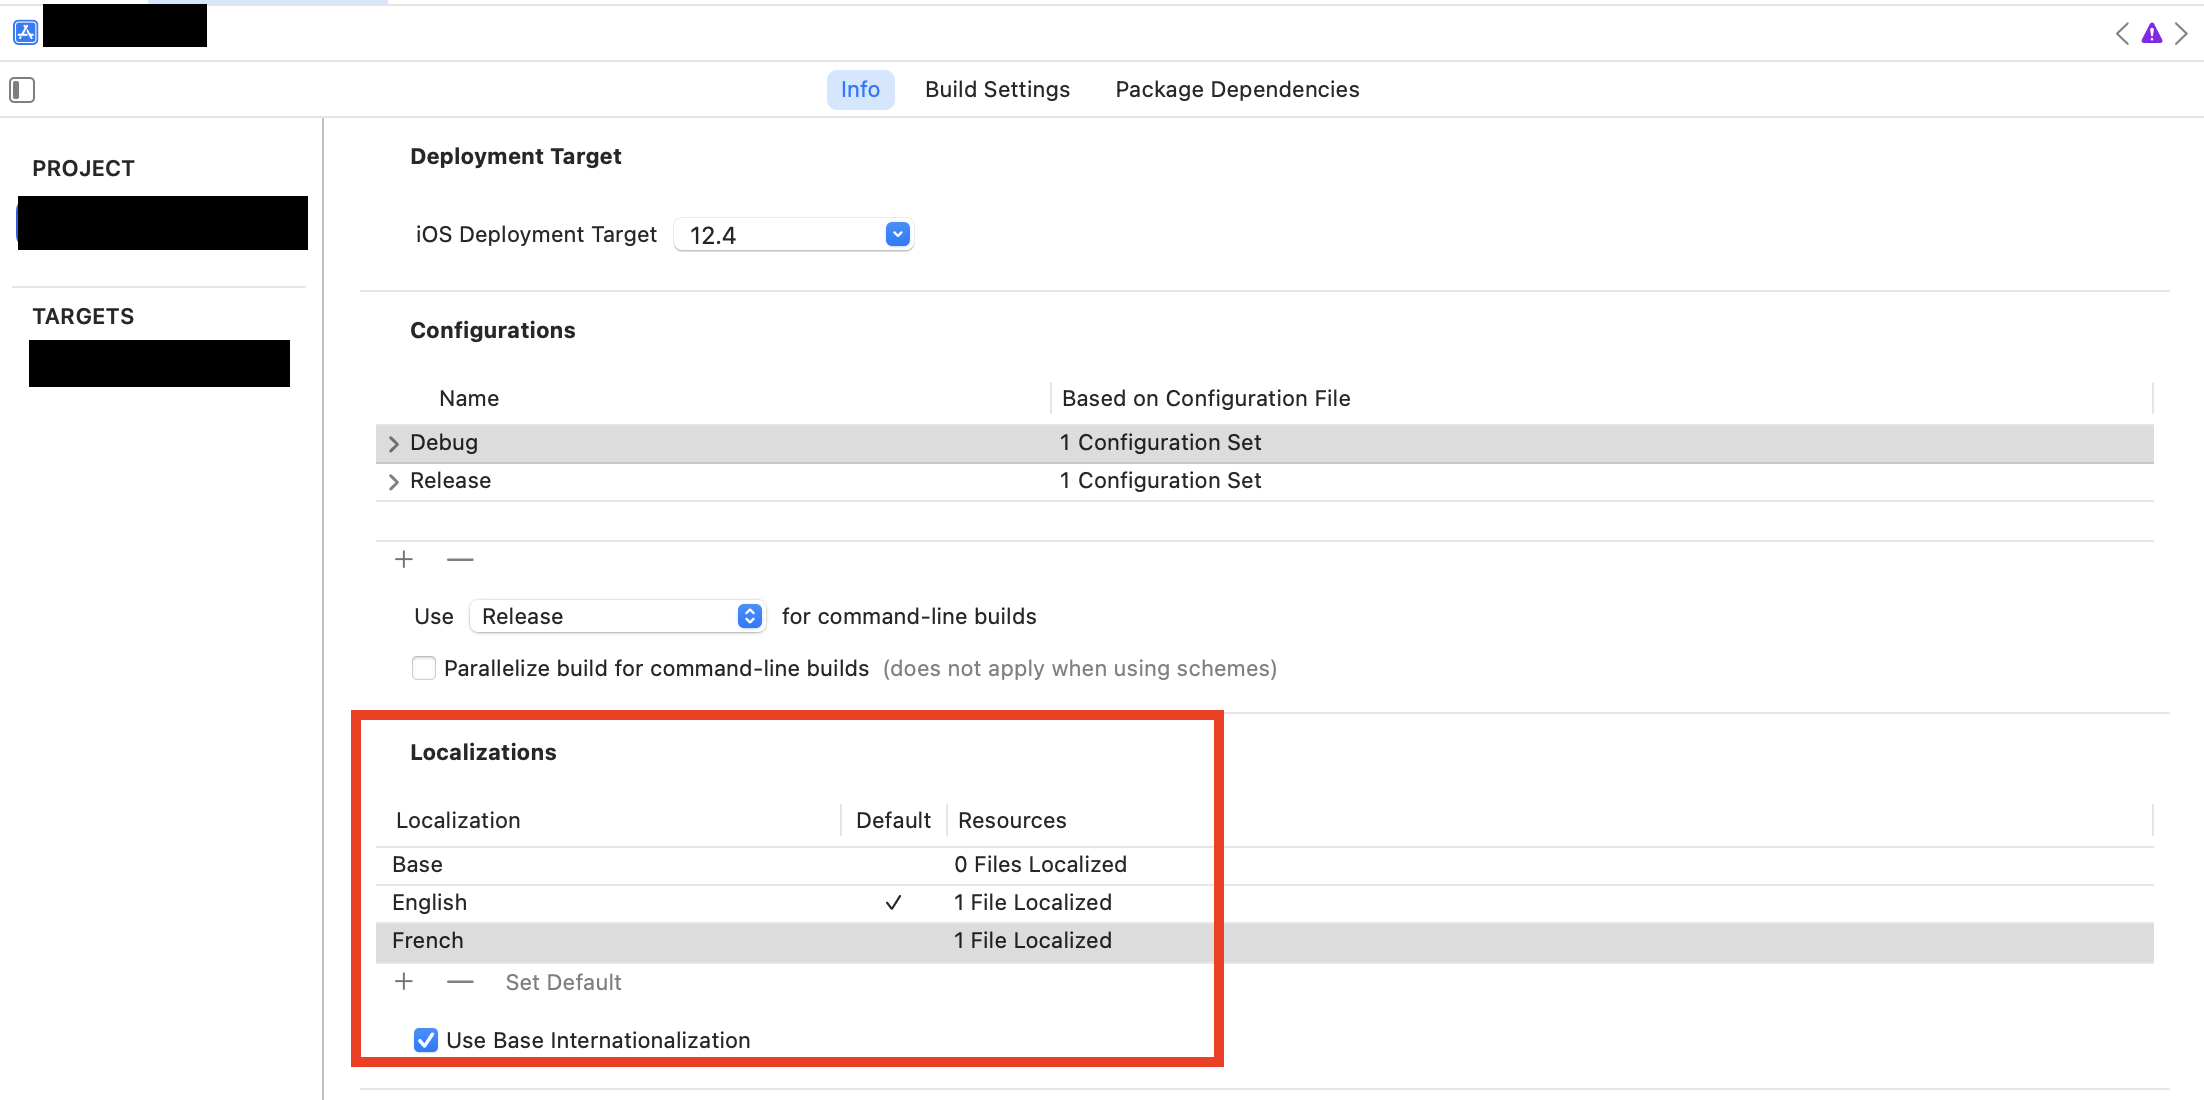 Info Build Settings Package Dependencies
PROJECT
TARGETS
Deployment Target
iOS Deployment Target 12.4
Configurations
Name Based on Configuration File
Debug 1 Configuration Set
Release 1 Configuration Set
Use Release for command-line builds
Parallelize build for command-line builds (does not apply when using schemes)
Localizations
Localization Default Resources
Base 0 Files Localized
English 1 File Localized
French 1 File Localized
Set Default
Use Base Internationalization